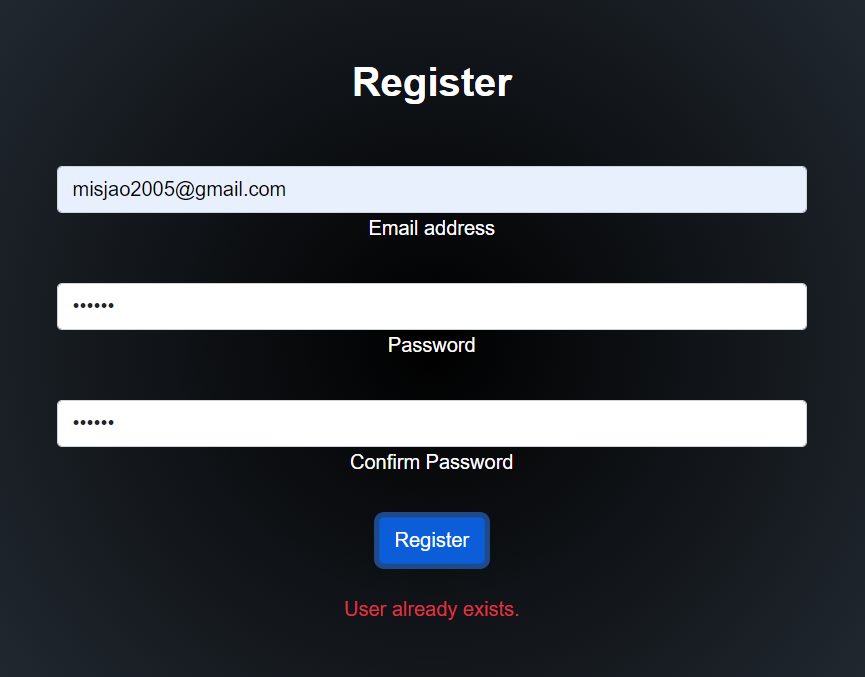 Register
misjao2005@gmail.com
Email address
••••••
Password
••••••
Confirm Password
Register
User already exists.